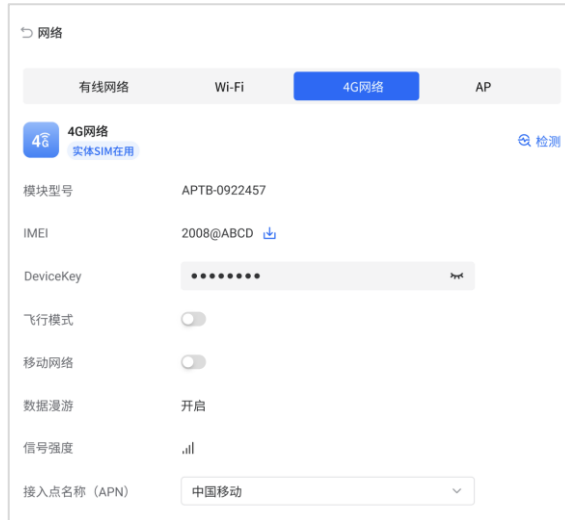 网络
有线网络 Wi-Fi 4G网络 AP
4G 4G网络
实体SIM在用 检测
模块型号 APTB-0922457
IMEI 2008@ABCD
DeviceKey ••••••••
飞行模式
移动网络
数据漫游 开启
信号强度
接入点名称（APN） 中国移动